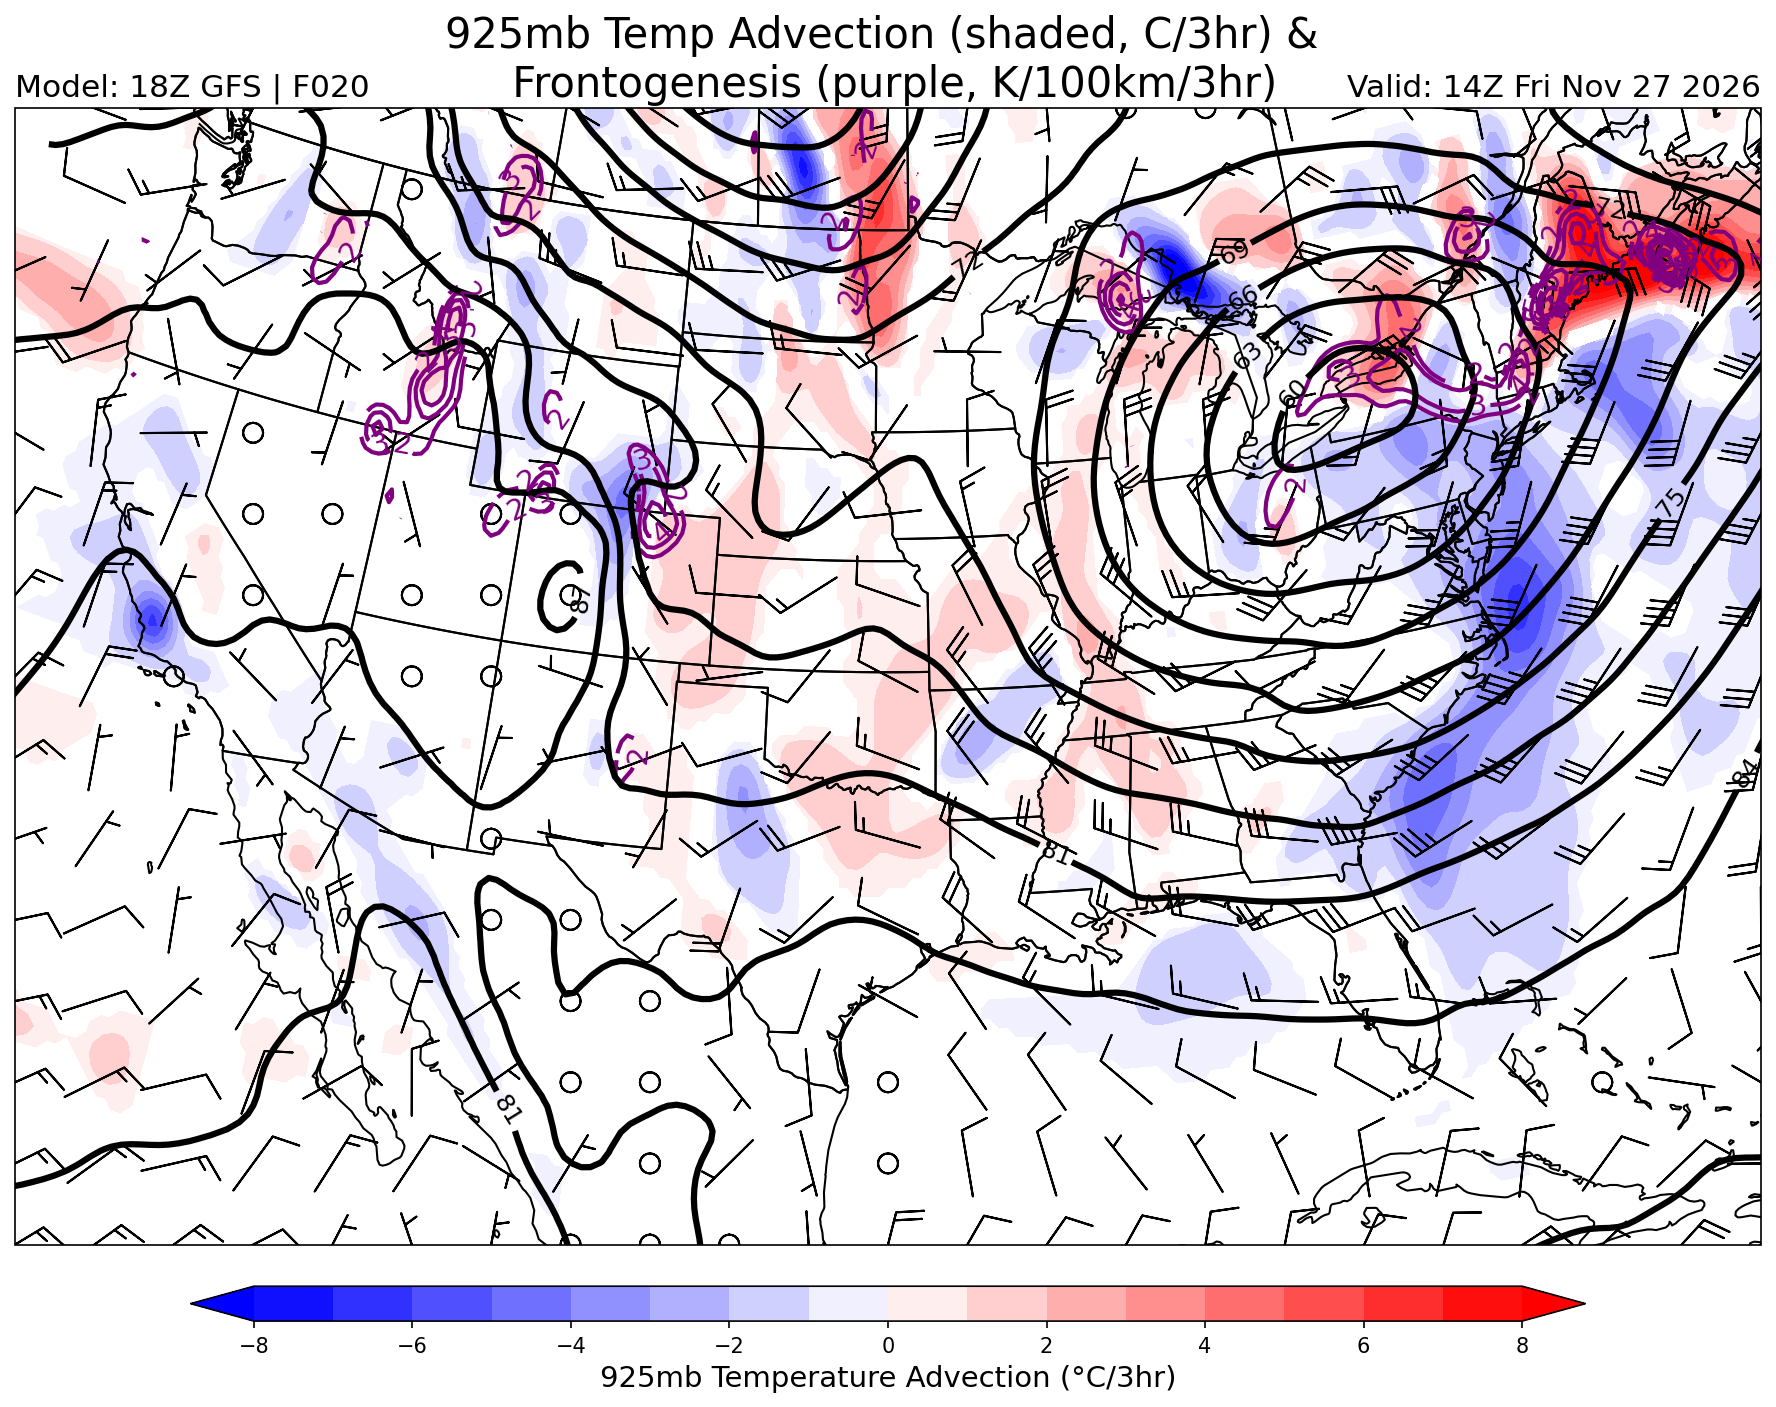 925mb Temp Advection (shaded, C/3hr) &
Model: 18Z GFS | F020
Frontogenesis (purple, K/100km/3hr)
Valid: 14Z Fri Nov 27 2026
72
72
69
66
63
60
75
87
84
81
81
−8 −6 −4 −2 0 2 4 6 8
925mb Temperature Advection (°C/3hr)